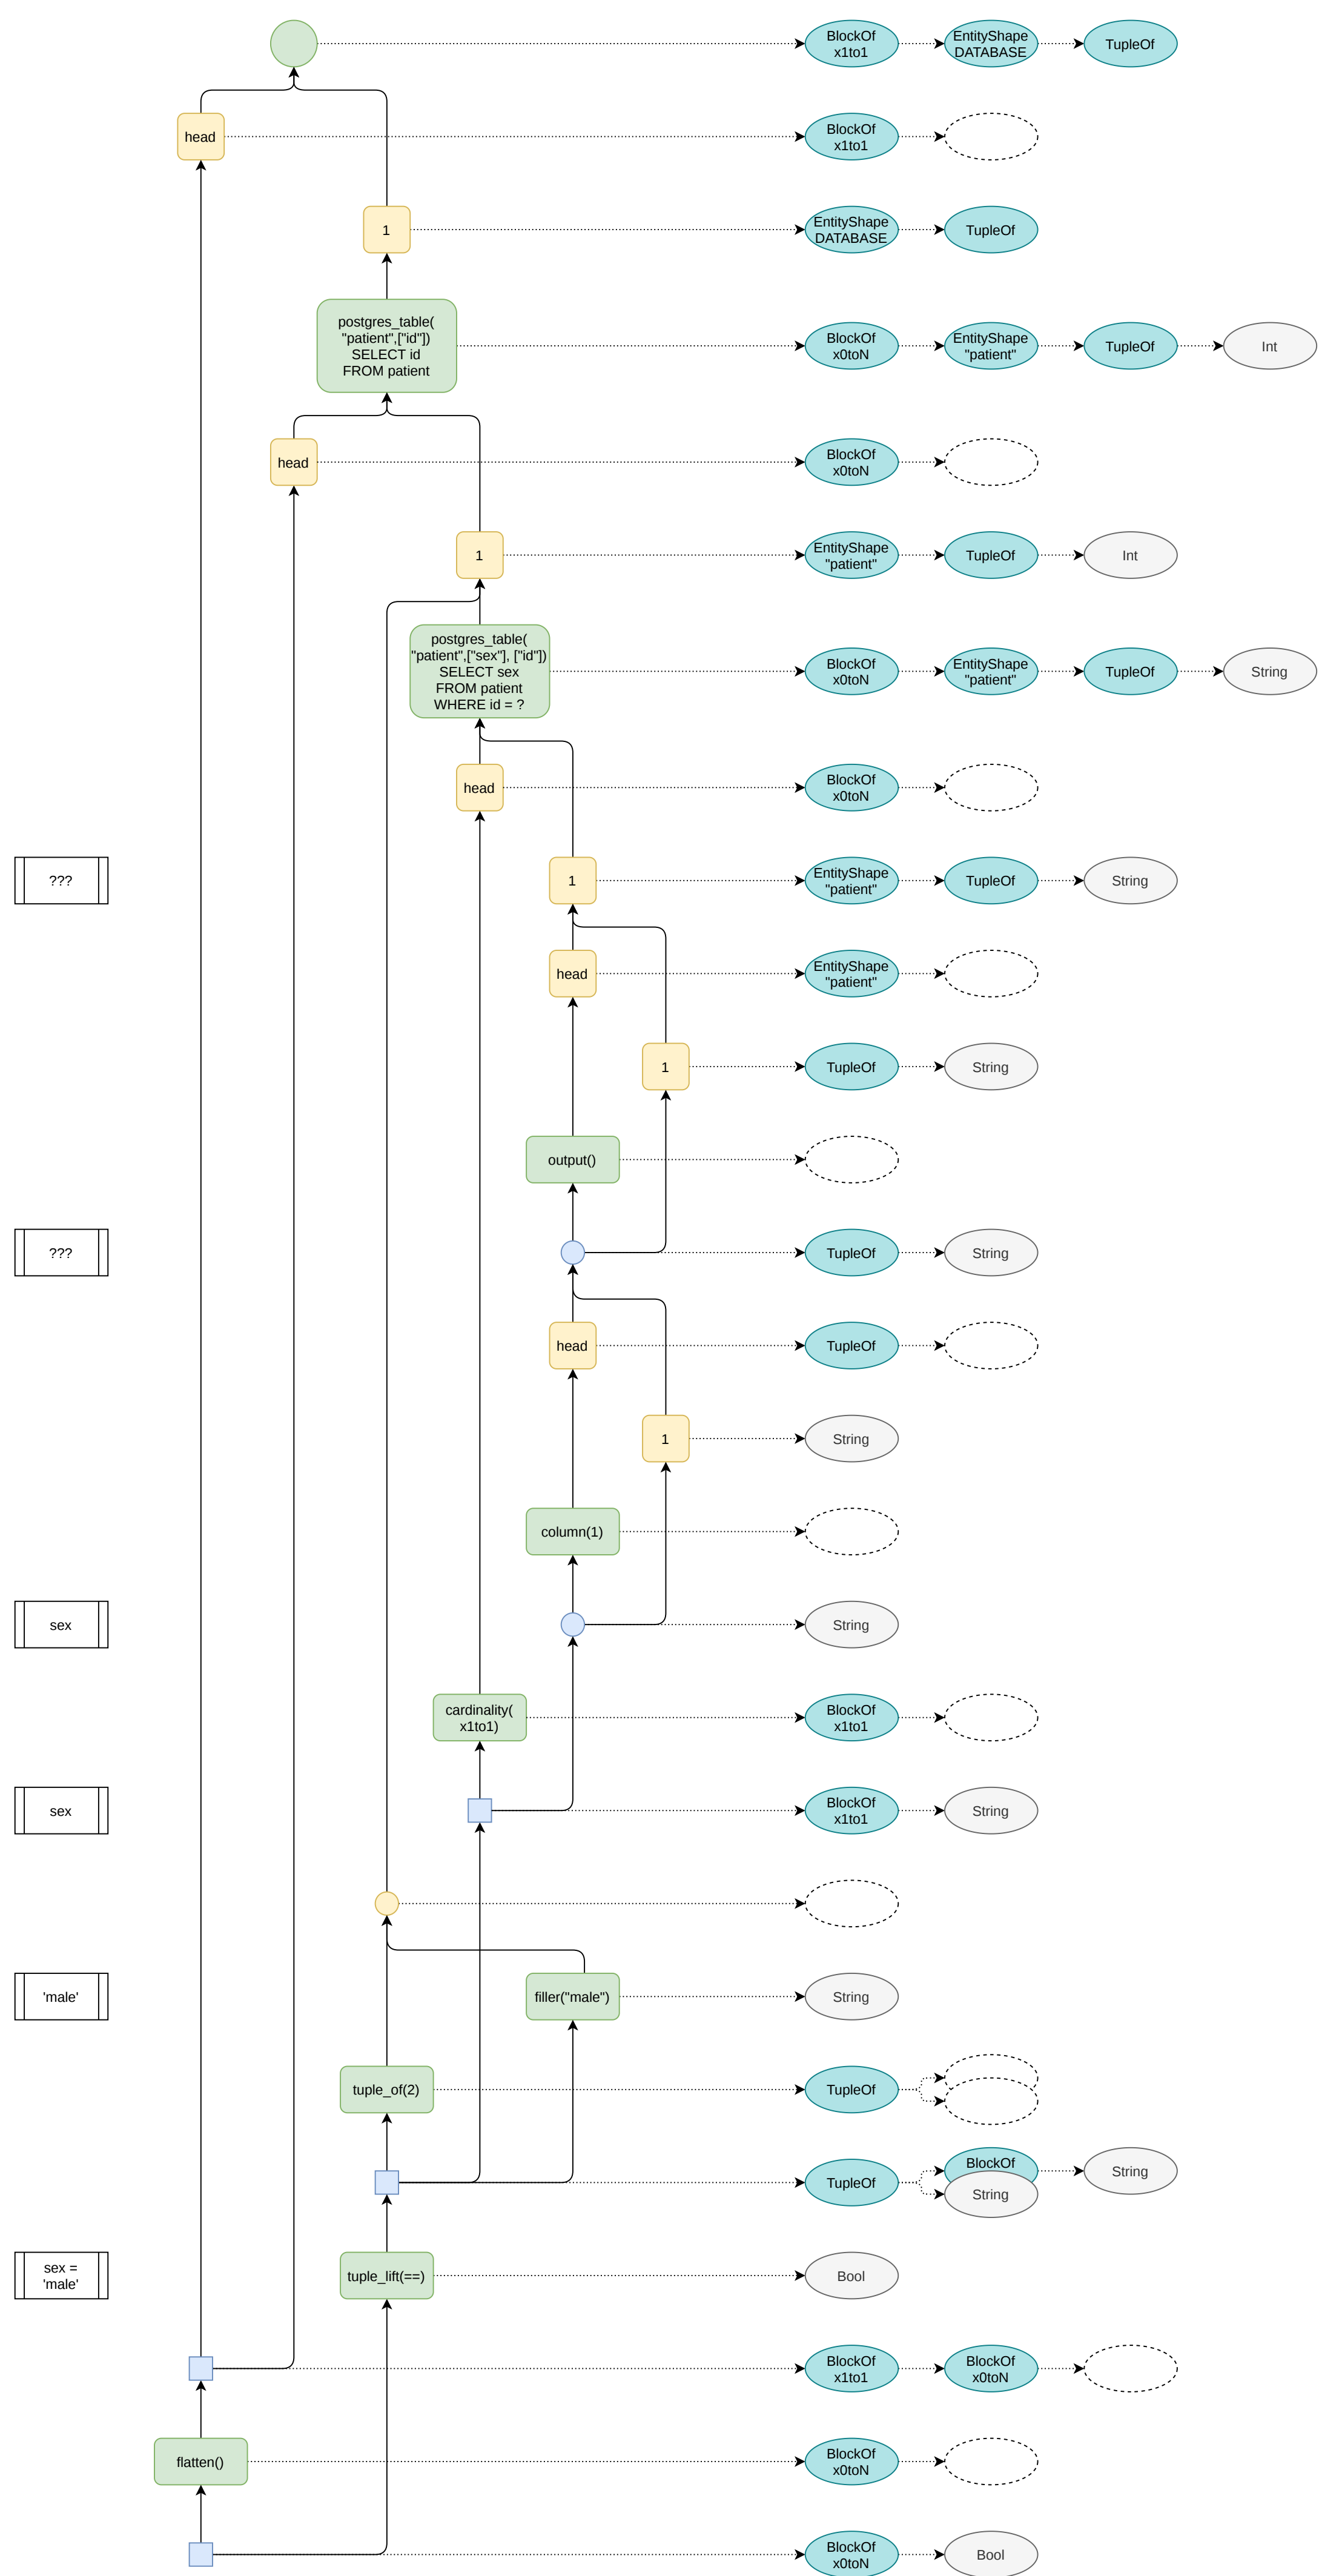 BlockOf
x1to1
EntityShape
DATABASE
TupleOf
head
BlockOf
x1to1
1
EntityShape
DATABASE
TupleOf
postgres_table(
"patient",["id"])
SELECT id
FROM patient
BlockOf
x0toN
EntityShape
"patient"
TupleOf
Int
head
BlockOf
x0toN
1
EntityShape
"patient"
TupleOf
Int
postgres_table(
"patient",["sex"], ["id"])
SELECT sex
FROM patient
WHERE id = ?
BlockOf
x0toN
EntityShape
"patient"
TupleOf
String
head
BlockOf
x0toN
???
1
EntityShape
"patient"
TupleOf
String
head
EntityShape
"patient"
1
TupleOf
String
output()
???
TupleOf
String
head
TupleOf
1
String
column(1)
sex
String
cardinality(
x1to1)
BlockOf
x1to1
sex
BlockOf
x1to1
String
'male'
filler("male")
String
tuple_of(2)
TupleOf
TupleOf
BlockOf
String
String
sex =
'male'
tuple_lift(==)
Bool
BlockOf
x1to1
BlockOf
x0toN
flatten()
BlockOf
x0toN
BlockOf
x0toN
Bool